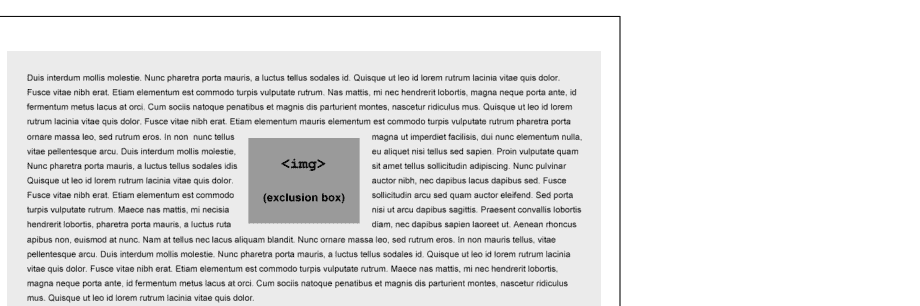 Duis interdum mollis molestie. Nunc pharetra porta mauris, a luctus tellus sodales id. Quisque ut leo id lorem rutrum lacinia vitae quis dolor.
Fusce vitae nibh erat. Etiam elementum est commodo turpis vulputate rutrum. Nas mattis, mi nec hendrerit lobortis, magna neque porta ante, id
fermentum metus lacus at orci. Cum sociis natoque penatibus et magnis dis parturient montes, nascetur ridiculus mus. Quisque ut leo id lorem
rutrum lacinia vitae quis dolor. Fusce vitae nibh erat. Etiam elementum mauris elementum est commodo turpis vulputate rutrum pharetra porta
ornare massa leo, sed rutrum eros. In non nunc tellus
vitae pellentesque arcu. Duis interdum mollis molestie,
Nunc pharetra porta mauris, a luctus tellus sodales idis
Quisque ut leo id lorem rutrum lacinia vitae quis dolor.
Fusce vitae nibh erat. Etiam elementum est commodo
turpis vulputate rutrum. Maece nas mattis, mi necisia
hendrerit lobortis, pharetra porta mauris, a luctus ruta
<img>
(exclusion box)
magna ut imperdiet facilisis, dui nunc elementum nulla,
eu aliquet nisi tellus sed sapien. Proin vulputate quam
sit amet tellus sollicitudin adipiscing. Nunc pulvinar
auctor nibh, nec dapibus lacus dapibus sed. Fusce
sollicitudin arcu sed quam auctor eleifend. Sed porta
nisi ut arcu dapibus sagittis. Praesent convallis lobortis
diam, nec dapibus sapien laoreet ut. Aenean rhoncus
apibus non, euismod at nunc. Nam at tellus nec lacus aliquam blandit. Nunc ornare massa leo, sed rutrum eros. In non mauris tellus, vitae
pellentesque arcu. Duis interdum mollis molestie. Nunc pharetra porta mauris, a luctus tellus sodales id. Quisque ut leo id lorem rutrum lacinia
vitae quis dolor. Fusce vitae nibh erat. Etiam elementum est commodo turpis vulputate rutrum. Maece nas mattis, mi nec hendrerit lobortis,
magna neque porta ante, id fermentum metus lacus at orci. Cum sociis natoque penatibus et magnis dis parturient montes, nascetur ridiculus
mus. Quisque ut leo id lorem rutrum lacinia vitae quis dolor.